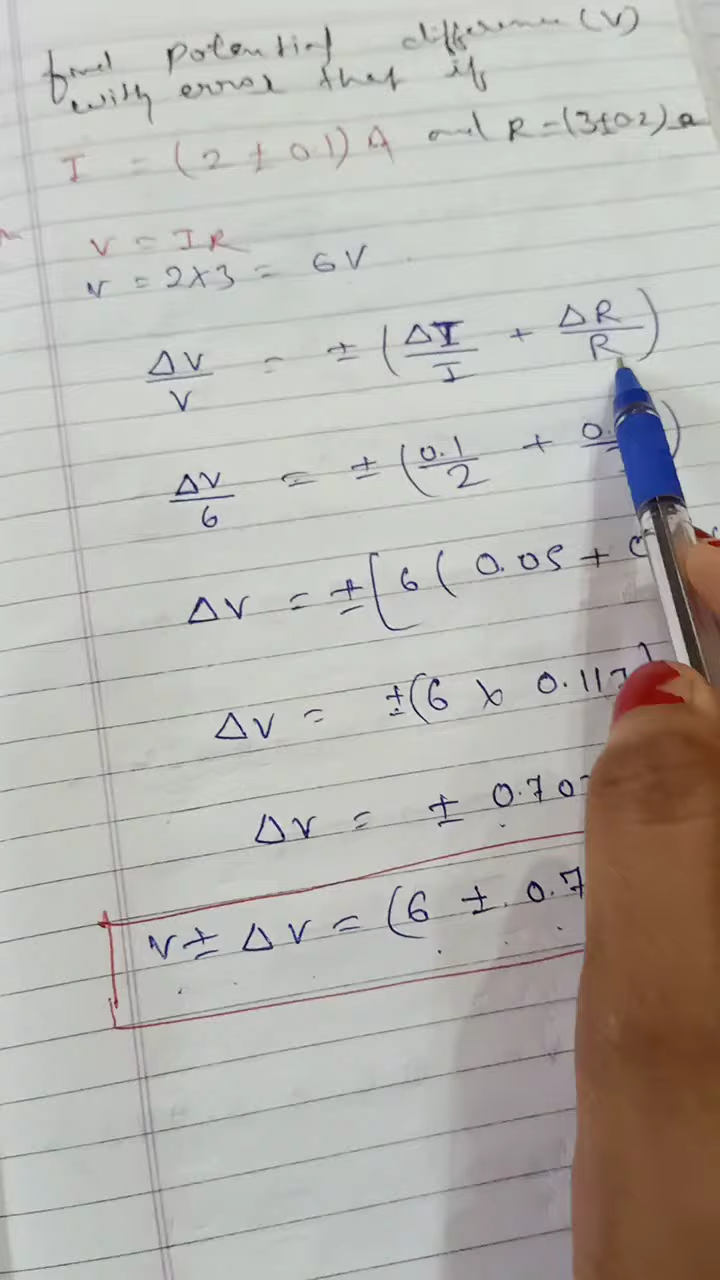 find potential difference (V)
with error that if
I = (2 ± 0.1) A and R = (3±0.2) Ω
V = IR
V = 2×3 = 6V
ΔV/V = ± (ΔI/I + ΔR/R)
ΔV/6 = ± (0.1/2 + 0.
ΔV = ± [6 ( 0.05 +
ΔV = ±(6 × 0.117)
ΔV = ± 0.70
V ± ΔV = (6 ± 0.7